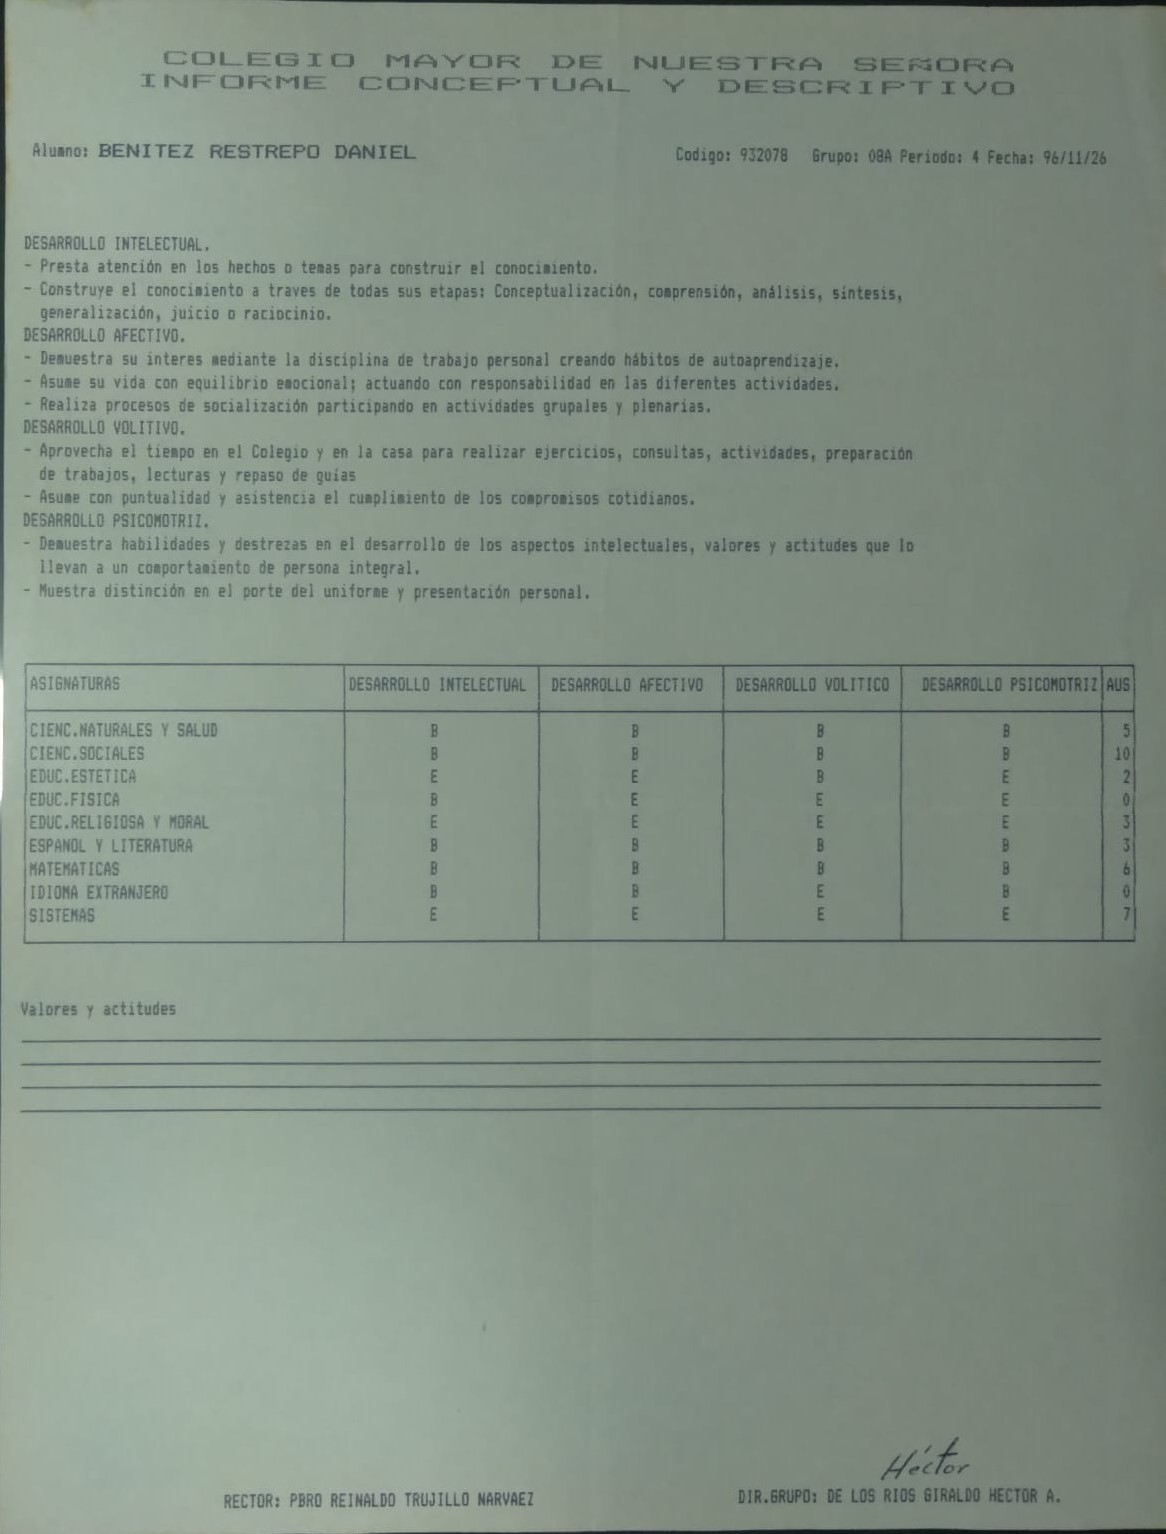 COLEGIO MAYOR DE NUESTRA SEÑORA
INFORME CONCEPTUAL Y DESCRIPTIVO
Alumno: BENITEZ RESTREPO DANIEL Codigo: 932078 Grupo: 08A Periodo: 4 Fecha: 96/11/26
DESARROLLO INTELECTUAL.
- Presta atención en los hechos o temas para construir el conocimiento.
- Construye el conocimiento a traves de todas sus etapas: Conceptualización, comprensión, análisis, síntesis,
generalización, juicio o raciocinio.
DESARROLLO AFECTIVO.
- Demuestra su interes mediante la disciplina de trabajo personal creando hábitos de autoaprendizaje.
- Asume su vida con equilibrio emocional; actuando con responsabilidad en las diferentes actividades.
- Realiza procesos de socialización participando en actividades grupales y plenarias.
DESARROLLO VOLITIVO.
- Aprovecha el tiempo en el Colegio y en la casa para realizar ejercicios, consultas, actividades, preparación
de trabajos, lecturas y repaso de guías
- Asume con puntualidad y asistencia el cumplimiento de los compromisos cotidianos.
DESARROLLO PSICOMOTRIZ.
- Demuestra habilidades y destrezas en el desarrollo de los aspectos intelectuales, valores y actitudes que lo
llevan a un comportamiento de persona integral.
- Muestra distinción en el porte del uniforme y presentación personal.
ASIGNATURAS DESARROLLO INTELECTUAL DESARROLLO AFECTIVO DESARROLLO VOLITICO DESARROLLO PSICOMOTRIZ AUS
CIENC.NATURALES Y SALUD B B B B 5
CIENC.SOCIALES B B B B 10
EDUC.ESTETICA E E B E 2
EDUC.FISICA B E E E 0
EDUC.RELIGIOSA Y MORAL E E E E 3
ESPANOL Y LITERATURA B B B B 3
MATEMATICAS B B B B 6
IDIOMA EXTRANJERO B B E B 0
SISTEMAS E E E E 7
Valores y actitudes
Héctor
RECTOR: PBRO REINALDO TRUJILLO NARVAEZ DIR.GRUPO: DE LOS RIOS GIRALDO HECTOR A.